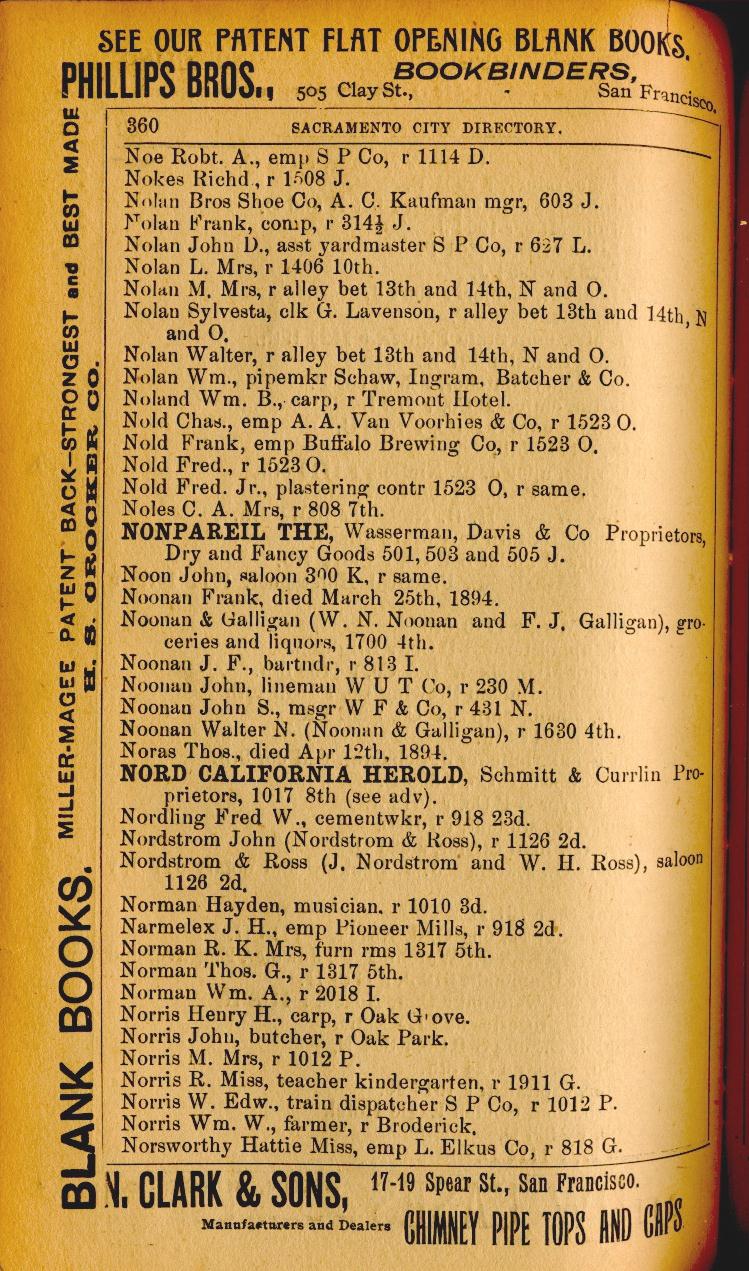 SEE OUR PATENT FLAT OPENING BLANK BOOKS.
PHILLIPS BROS., 505 Clay St., BOOKBINDERS, - San Francisco.
360 SACRAMENTO CITY DIRECTORY.
Noe Robt. A., emp S P Co, r 1114 D.
Nokes Richd., r 1508 J.
Nolan Bros Shoe Co, A. C. Kaufman mgr, 603 J.
Nolan Frank, comp, r 314½ J.
Nolan John D., asst yardmaster S P Co, r 627 L.
Nolan L. Mrs, r 1406 10th.
Nolan M. Mrs, r alley bet 13th and 14th, N and O.
Nolan Sylvesta, clk G. Lavenson, r alley bet 13th and 14th, N
and O.
Nolan Walter, r alley bet 13th and 14th, N and O.
Nolan Wm., pipemkr Schaw, Ingram, Batcher & Co.
Noland Wm. B., carp, r Tremont Hotel.
Nold Chas., emp A. A. Van Voorhies & Co, r 1523 O.
Nold Frank, emp Buffalo Brewing Co, r 1523 O.
Nold Fred., r 1523 O.
Nold Fred. Jr., plastering contr 1523 O, r same.
Noles C. A. Mrs, r 808 7th.
NONPAREIL THE, Wasserman, Davis & Co Proprietors,
Dry and Fancy Goods 501, 503 and 505 J.
Noon John, saloon 300 K, r same.
Noonan Frank, died March 25th, 1894.
Noonan & Galligan (W. N. Noonan and F. J. Galligan), gro-
ceries and liquors, 1700 4th.
Noonan J. F., bartndr, r 813 I.
Noonan John, lineman W U T Co, r 230 M.
Noonan John S., msgr W F & Co, r 431 N.
Noonan Walter N. (Noonan & Galligan), r 1630 4th.
Noras Thos., died Apr 12th, 1894.
NORD CALIFORNIA HEROLD, Schmitt & Currlin Pro-
prietors, 1017 8th (see adv).
Nordling Fred W., cementwkr, r 918 23d.
Nordstrom John (Nordstrom & Ross), r 1126 2d.
Nordstrom & Ross (J. Nordstrom and W. H. Ross), saloon
1126 2d.
Norman Hayden, musician, r 1010 3d.
Narmelex J. H., emp Pioneer Mills, r 918 2d.
Norman R. K. Mrs, furn rms 1317 5th.
Norman Thos. G., r 1317 5th.
Norman Wm. A., r 2018 I.
Norris Henry H., carp, r Oak Grove.
Norris John, butcher, r Oak Park.
Norris M. Mrs, r 1012 P.
Norris R. Miss, teacher kindergarten, r 1911 G.
Norris W. Edw., train dispatcher S P Co, r 1012 P.
Norris Wm. W., farmer, r Broderick.
Norsworthy Hattie Miss, emp L. Elkus Co, r 818 G.
BLANK BOOKS. MILLER-MAGEE PATENT BACK—STRONGEST and BEST MADE
H. S. CROCKER CO.
N. CLARK & SONS, 17-19 Spear St., San Francisco.
Manufacturers and Dealers CHIMNEY PIPE TOPS AND CAPS